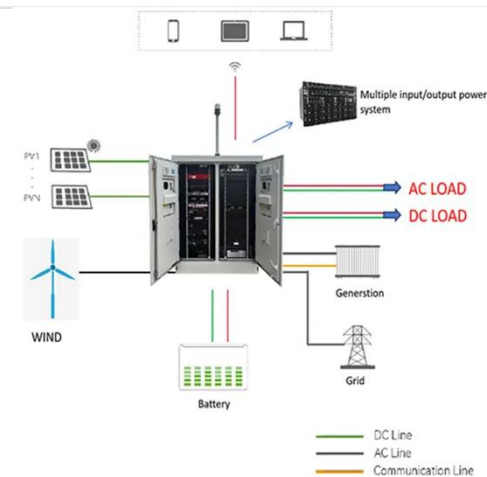 Multiple input/output power
system
PV1
PVN
AC LOAD
DC LOAD
WIND
Generstion
Grid
Battery
DC Line
AC Line
Communication Line